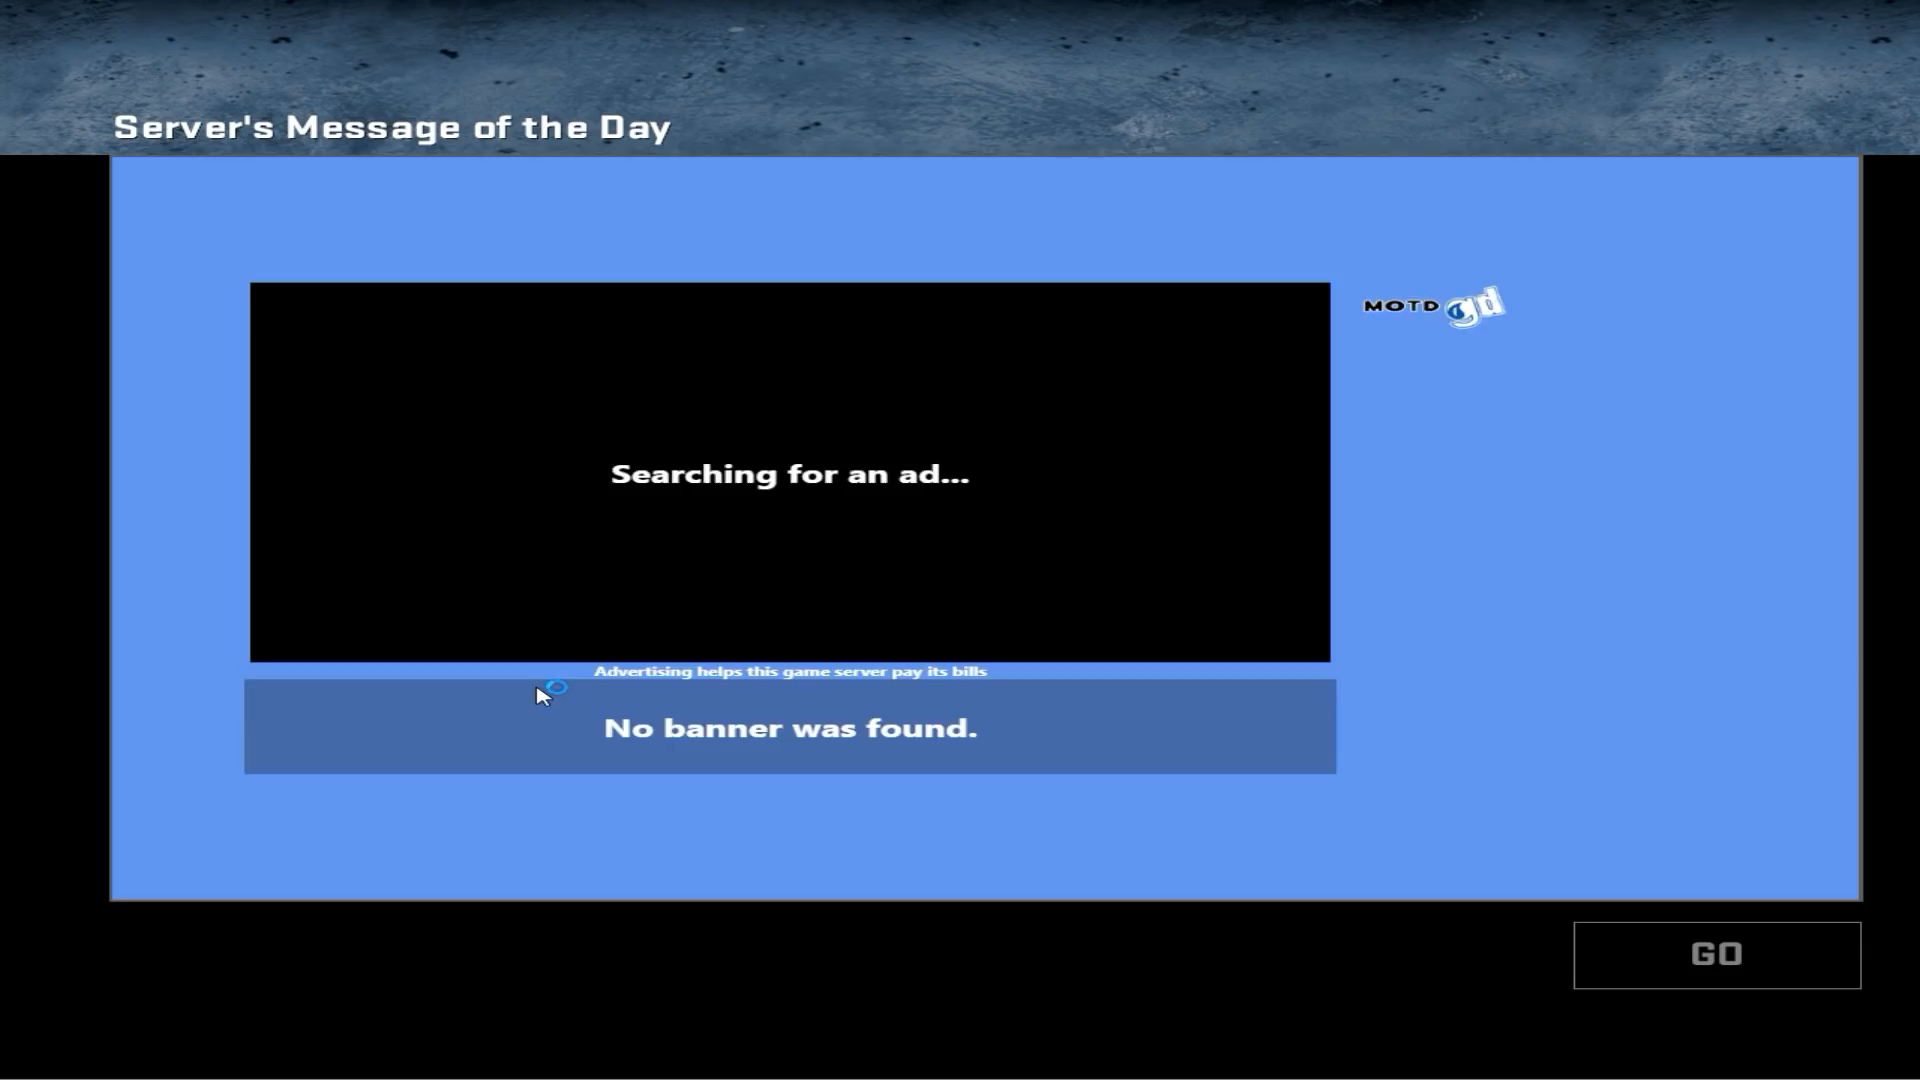 Server's Message of the Day
MOTD gd
Searching for an ad...
Advertising helps this game server pay its bills
No banner was found.
GO